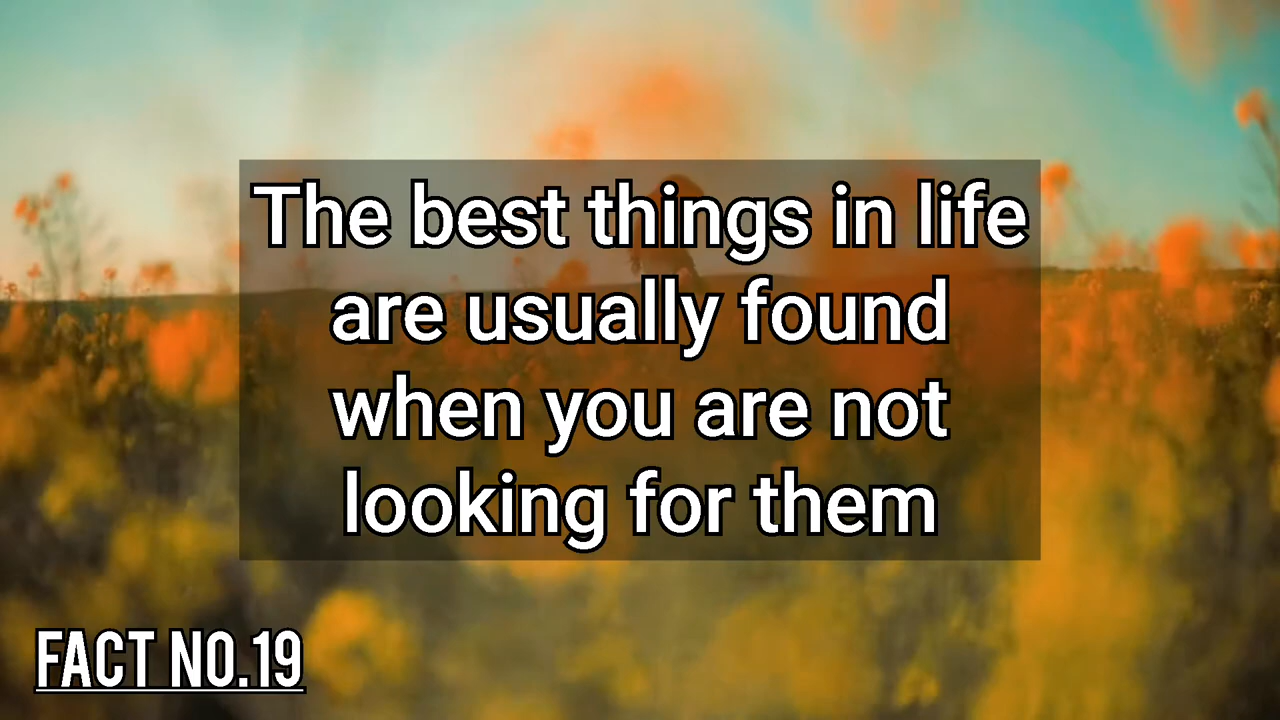 The best things in life
are usually found
when you are not
looking for them
FACT NO.19